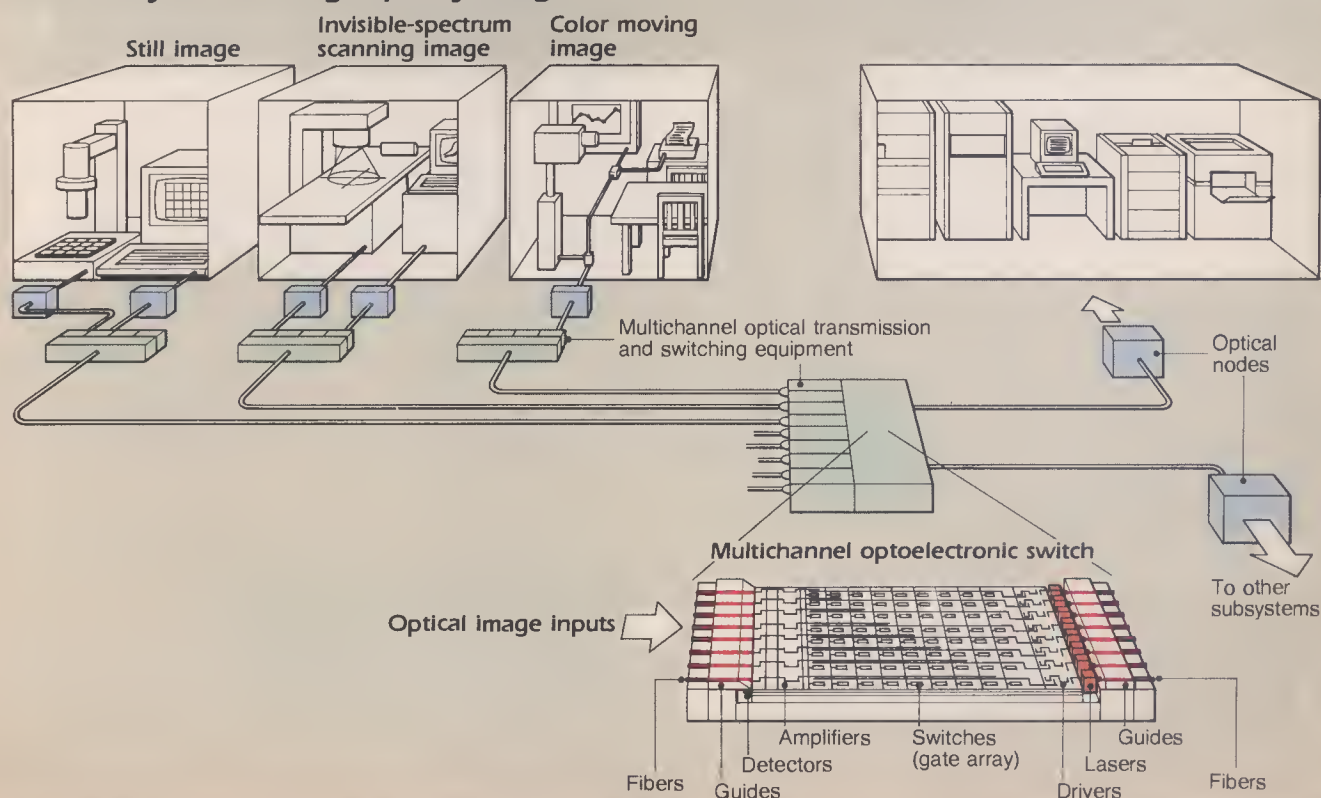 Still image
Invisible-spectrum
scanning image
Color moving
image
Multichannel optical transmission
and switching equipment
Optical
nodes
Multichannel optoelectronic switch
To other
subsystems
Optical image inputs
Fibers
Guides
Detectors
Amplifiers
Switches
(gate array)
Drivers
Lasers
Guides
Fibers